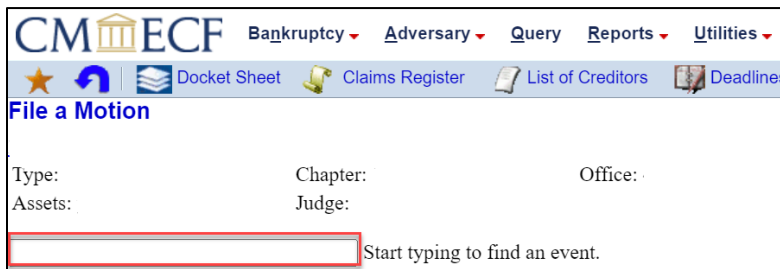 CM ECF Bankruptcy Adversary Query Reports Utilities
Docket Sheet Claims Register List of Creditors Deadline
File a Motion
Type: Chapter: Office:
Assets: Judge:
Start typing to find an event.